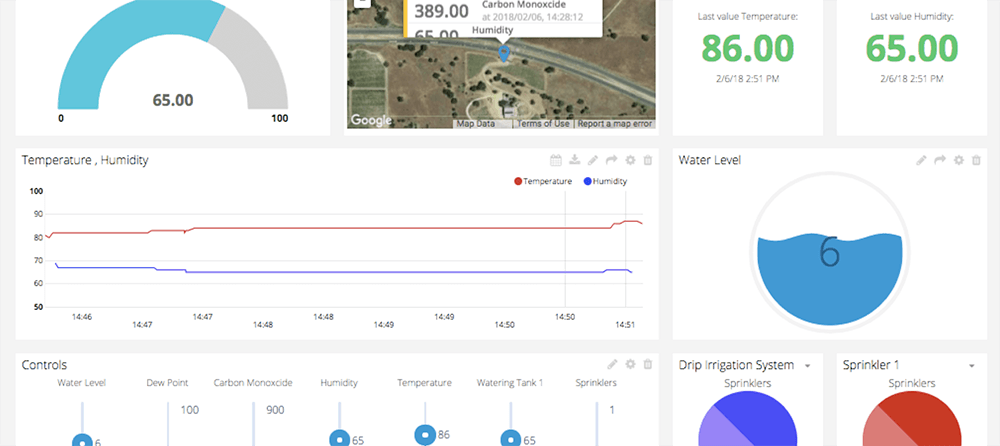 389.00
Carbon Monoxcide
at 2018/02/06, 14:28:12
65.00
Humidity
65.00
0
100
Google
Map Data
Terms of Use
Report a map error
Last value Temperature:
86.00
2/6/18 2:51 PM
Last value Humidity:
65.00
2/6/18 2:51 PM
Temperature , Humidity
Temperature
Humidity
100
90
80
70
60
50
14:46
14:47
14:47
14:48
14:48
14:49
14:49
14:50
14:50
14:51
Water Level
6
Controls
Water Level
Dew Point
Carbon Monoxcide
Humidity
Temperature
Watering Tank 1
Sprinklers
100
900
1
6
65
86
65
Drip Irrigation System
Sprinklers
Sprinkler 1
Sprinklers